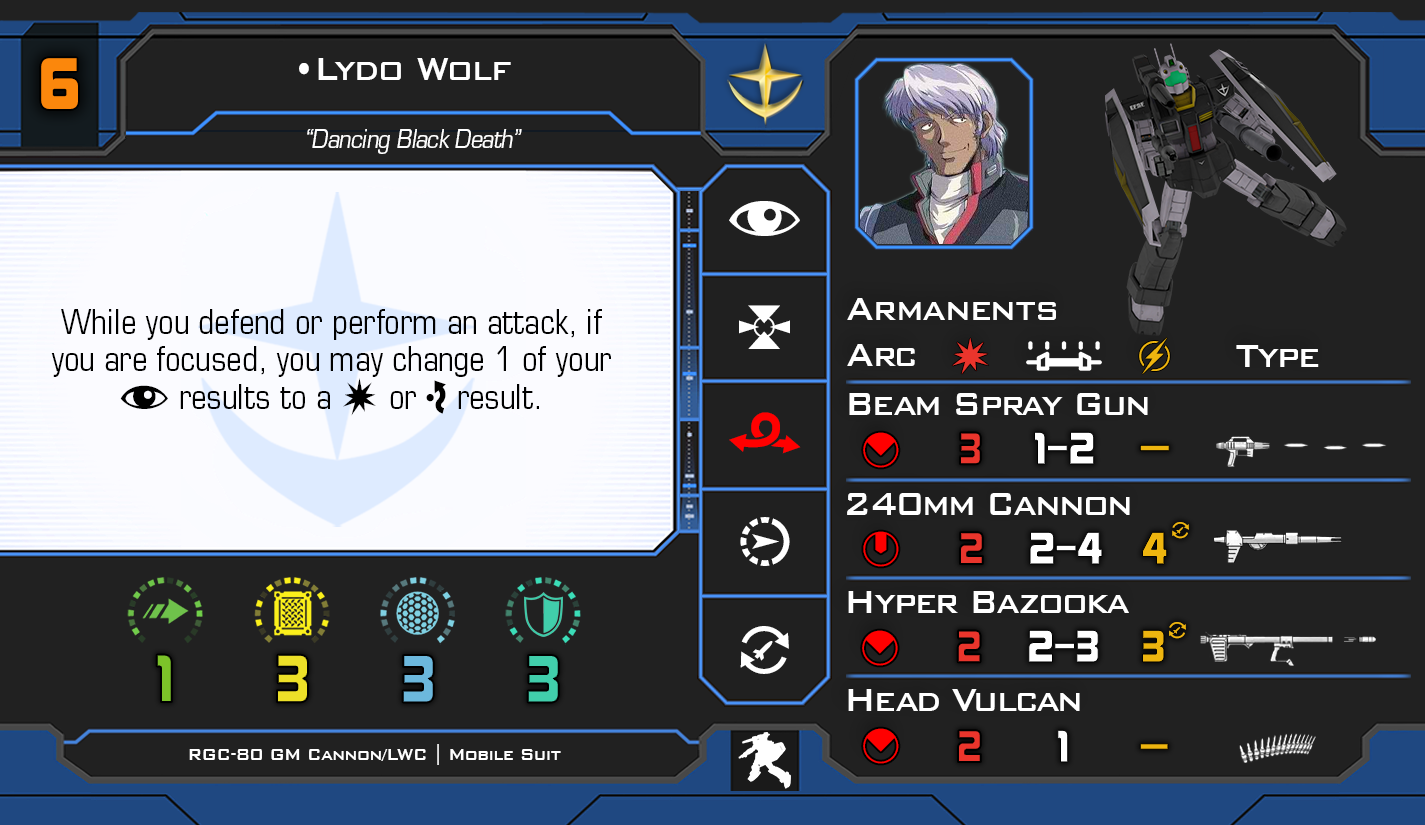 6
•Lydo Wolf
“Dancing Black Death”
While you defend or perform an attack, if
you are focused, you may change 1 of your
results to a or result.
1 3 3 3
RGC-80 GM Cannon/LWC | Mobile Suit
Armanents
Arc Type
Beam Spray Gun
3 1–2 —
240mm Cannon
2 2–4 4
Hyper Bazooka
2 2–3 3
Head Vulcan
2 1 —